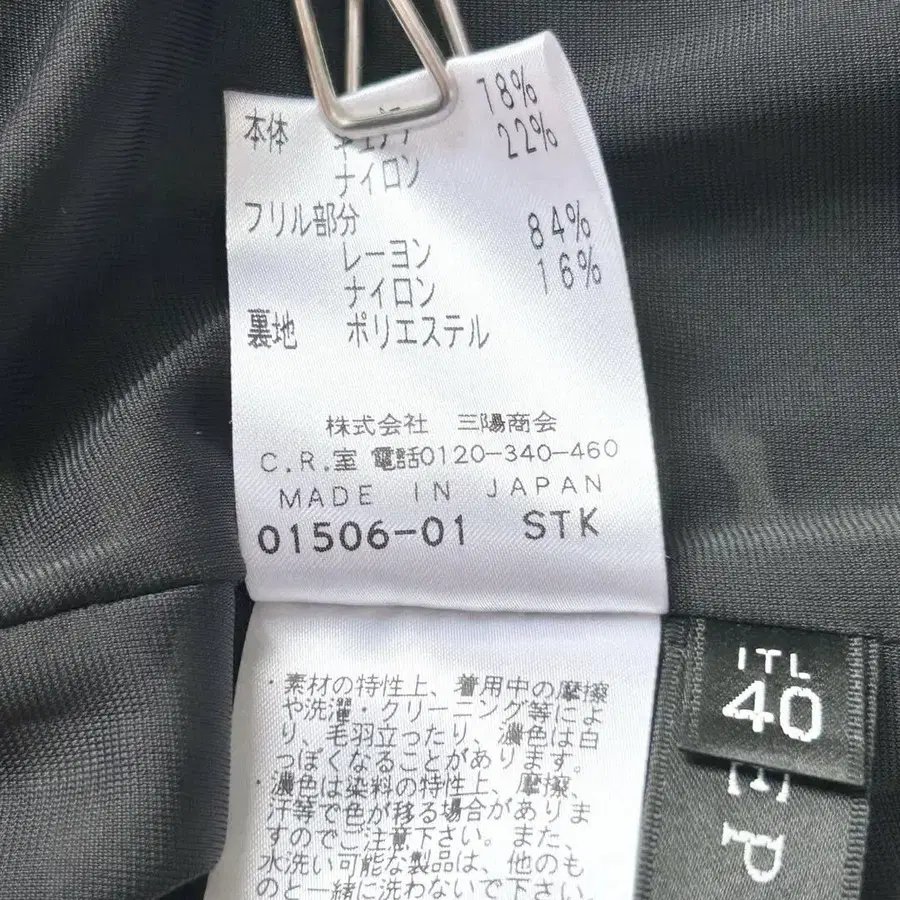 本体
78%
ナイロン 22%
フリル部分
レーヨン 84%
ナイロン 16%
裏地 ポリエステル
株式会社 三陽商会
C.R.室 電話0120-340-460
MADE IN JAPAN
01506-01 STK
・素材の特性上、着用中の摩擦
や洗濯・クリーニング等によ
り、毛羽立ったり、濃色は白
っぽくなることがあります。
・濃色は染料の特性上、摩擦、
汗等で色が移る場合がありま
すのでご注意下さい。また、
水洗い可能な製品は、他のも
のと一緒に洗わないで下さい。
ITL
40